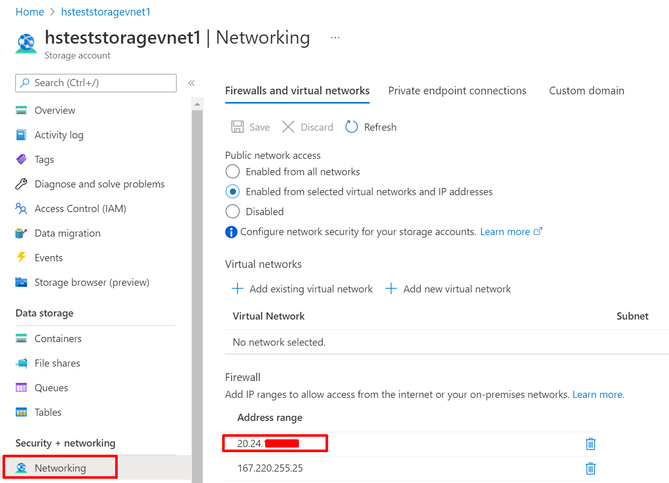 Home > hsteststoragevnet1
hsteststoragevnet1 | Networking ...
Storage account
Search (Ctrl+/)
«
Overview
Activity log
Tags
Diagnose and solve problems
Access Control (IAM)
Data migration
Events
Storage browser (preview)
Data storage
Containers
File shares
Queues
Tables
Security + networking
Networking
Firewalls and virtual networks Private endpoint connections Custom domain
Save Discard Refresh
Public network access
Enabled from all networks
Enabled from selected virtual networks and IP addresses
Disabled
Configure network security for your storage accounts. Learn more
Virtual networks
+ Add existing virtual network + Add new virtual network
Virtual Network Subnet
No network selected.
Firewall
Add IP ranges to allow access from the internet or your on-premises networks. Learn more.
Address range
20.24.
167.220.255.25